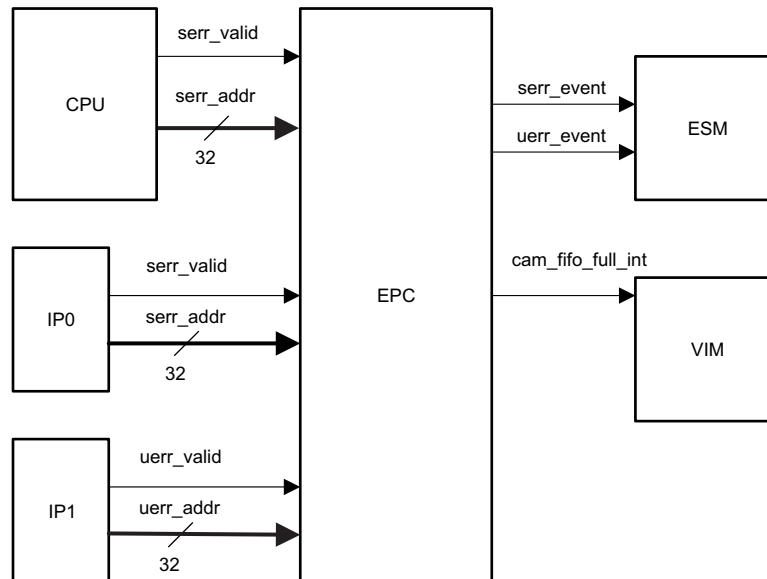 serr_valid
CPU
serr_addr
32
serr_event
uerr_event
ESM
serr_valid
IP0
serr_addr
32
EPC
cam_fifo_full_int
VIM
uerr_valid
IP1
uerr_addr
32